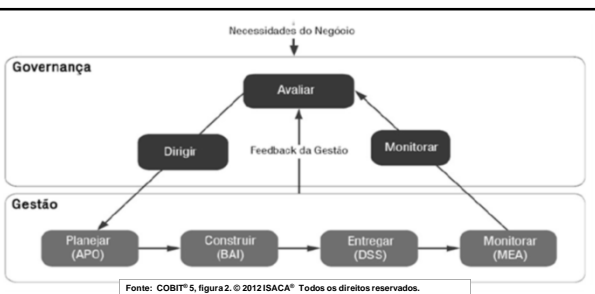 Necessidades do Negócio
Governança
Avaliar
Dirigir
Feedback da Gestão
Monitorar
Gestão
Planejar
(APO)
Construir
(BAI)
Entregar
(DSS)
Monitorar
(MEA)
Fonte: COBIT® 5, figura 2. © 2012 ISACA® Todos os direitos reservados.